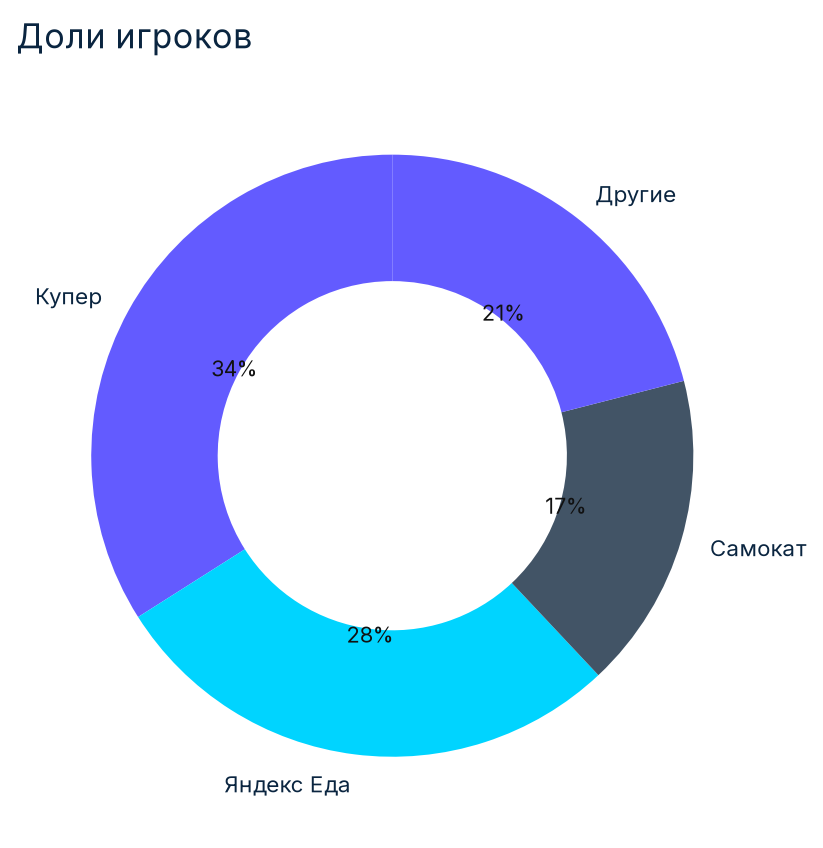 Доли игроков
Другие
21%
Купер
34%
17%
Самокат
28%
Яндекс Еда